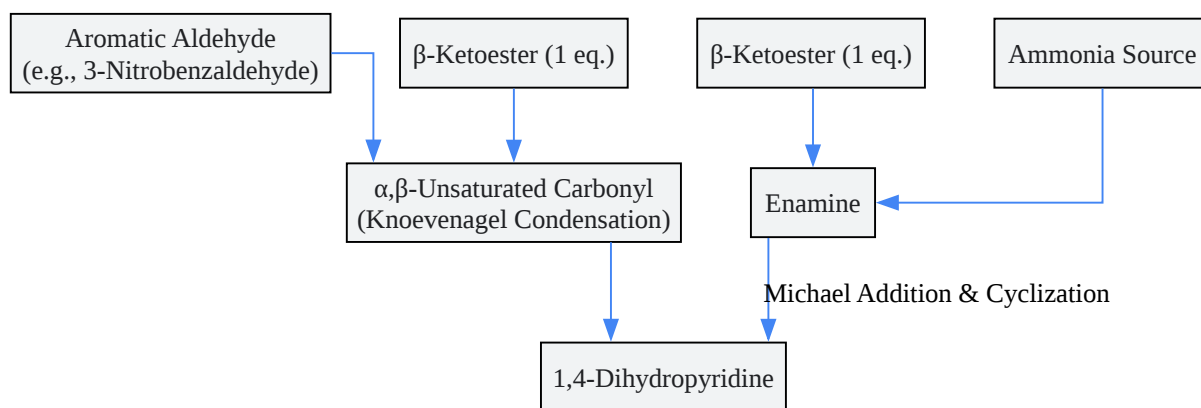 Aromatic Aldehyde
(e.g., 3-Nitrobenzaldehyde)
β-Ketoester (1 eq.)
β-Ketoester (1 eq.)
Ammonia Source
α,β-Unsaturated Carbonyl
(Knoevenagel Condensation)
Enamine
Michael Addition & Cyclization
1,4-Dihydropyridine